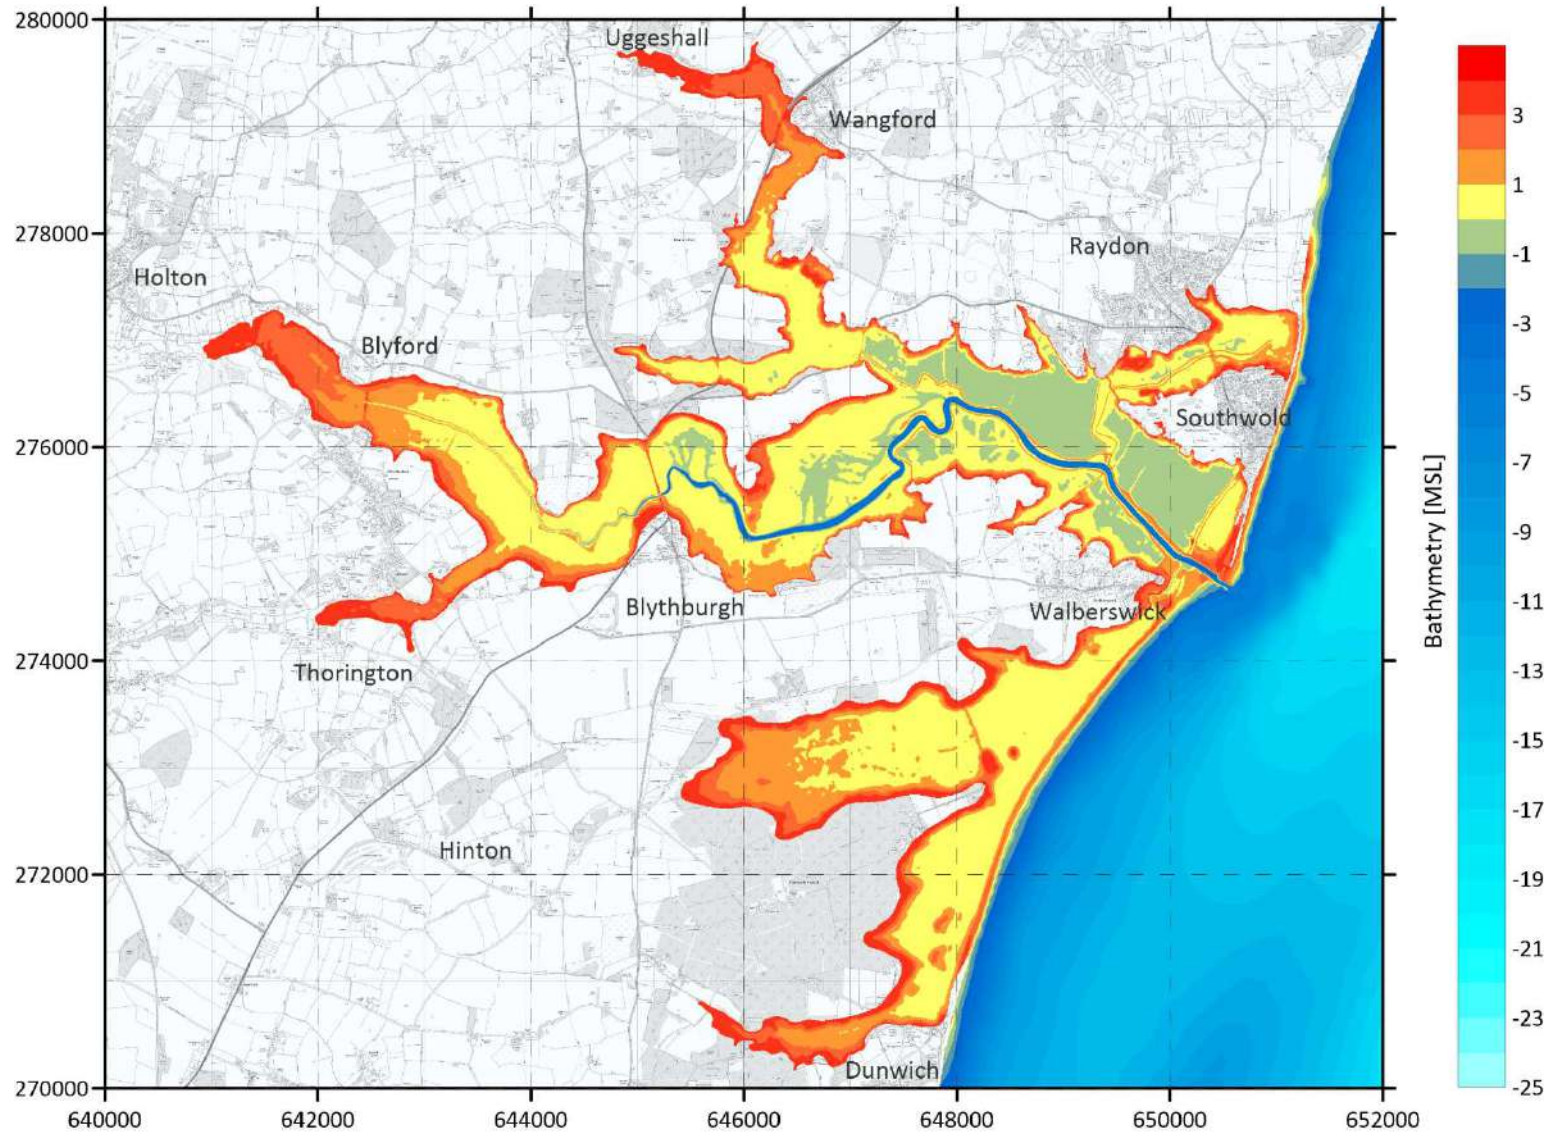 280000
Uggeshall
Wangford
3
1
278000
Raydon
-1
Holton
-3
Blyford
-5
Southwold
276000
-7
Bathymetry [MSL]
-9
-11
Blythburgh
Walberswick
274000
Thorington
-13
-15
-17
Hinton
272000
-19
-21
-23
Dunwich
270000
-25
640000 642000 644000 646000 648000 650000 652000